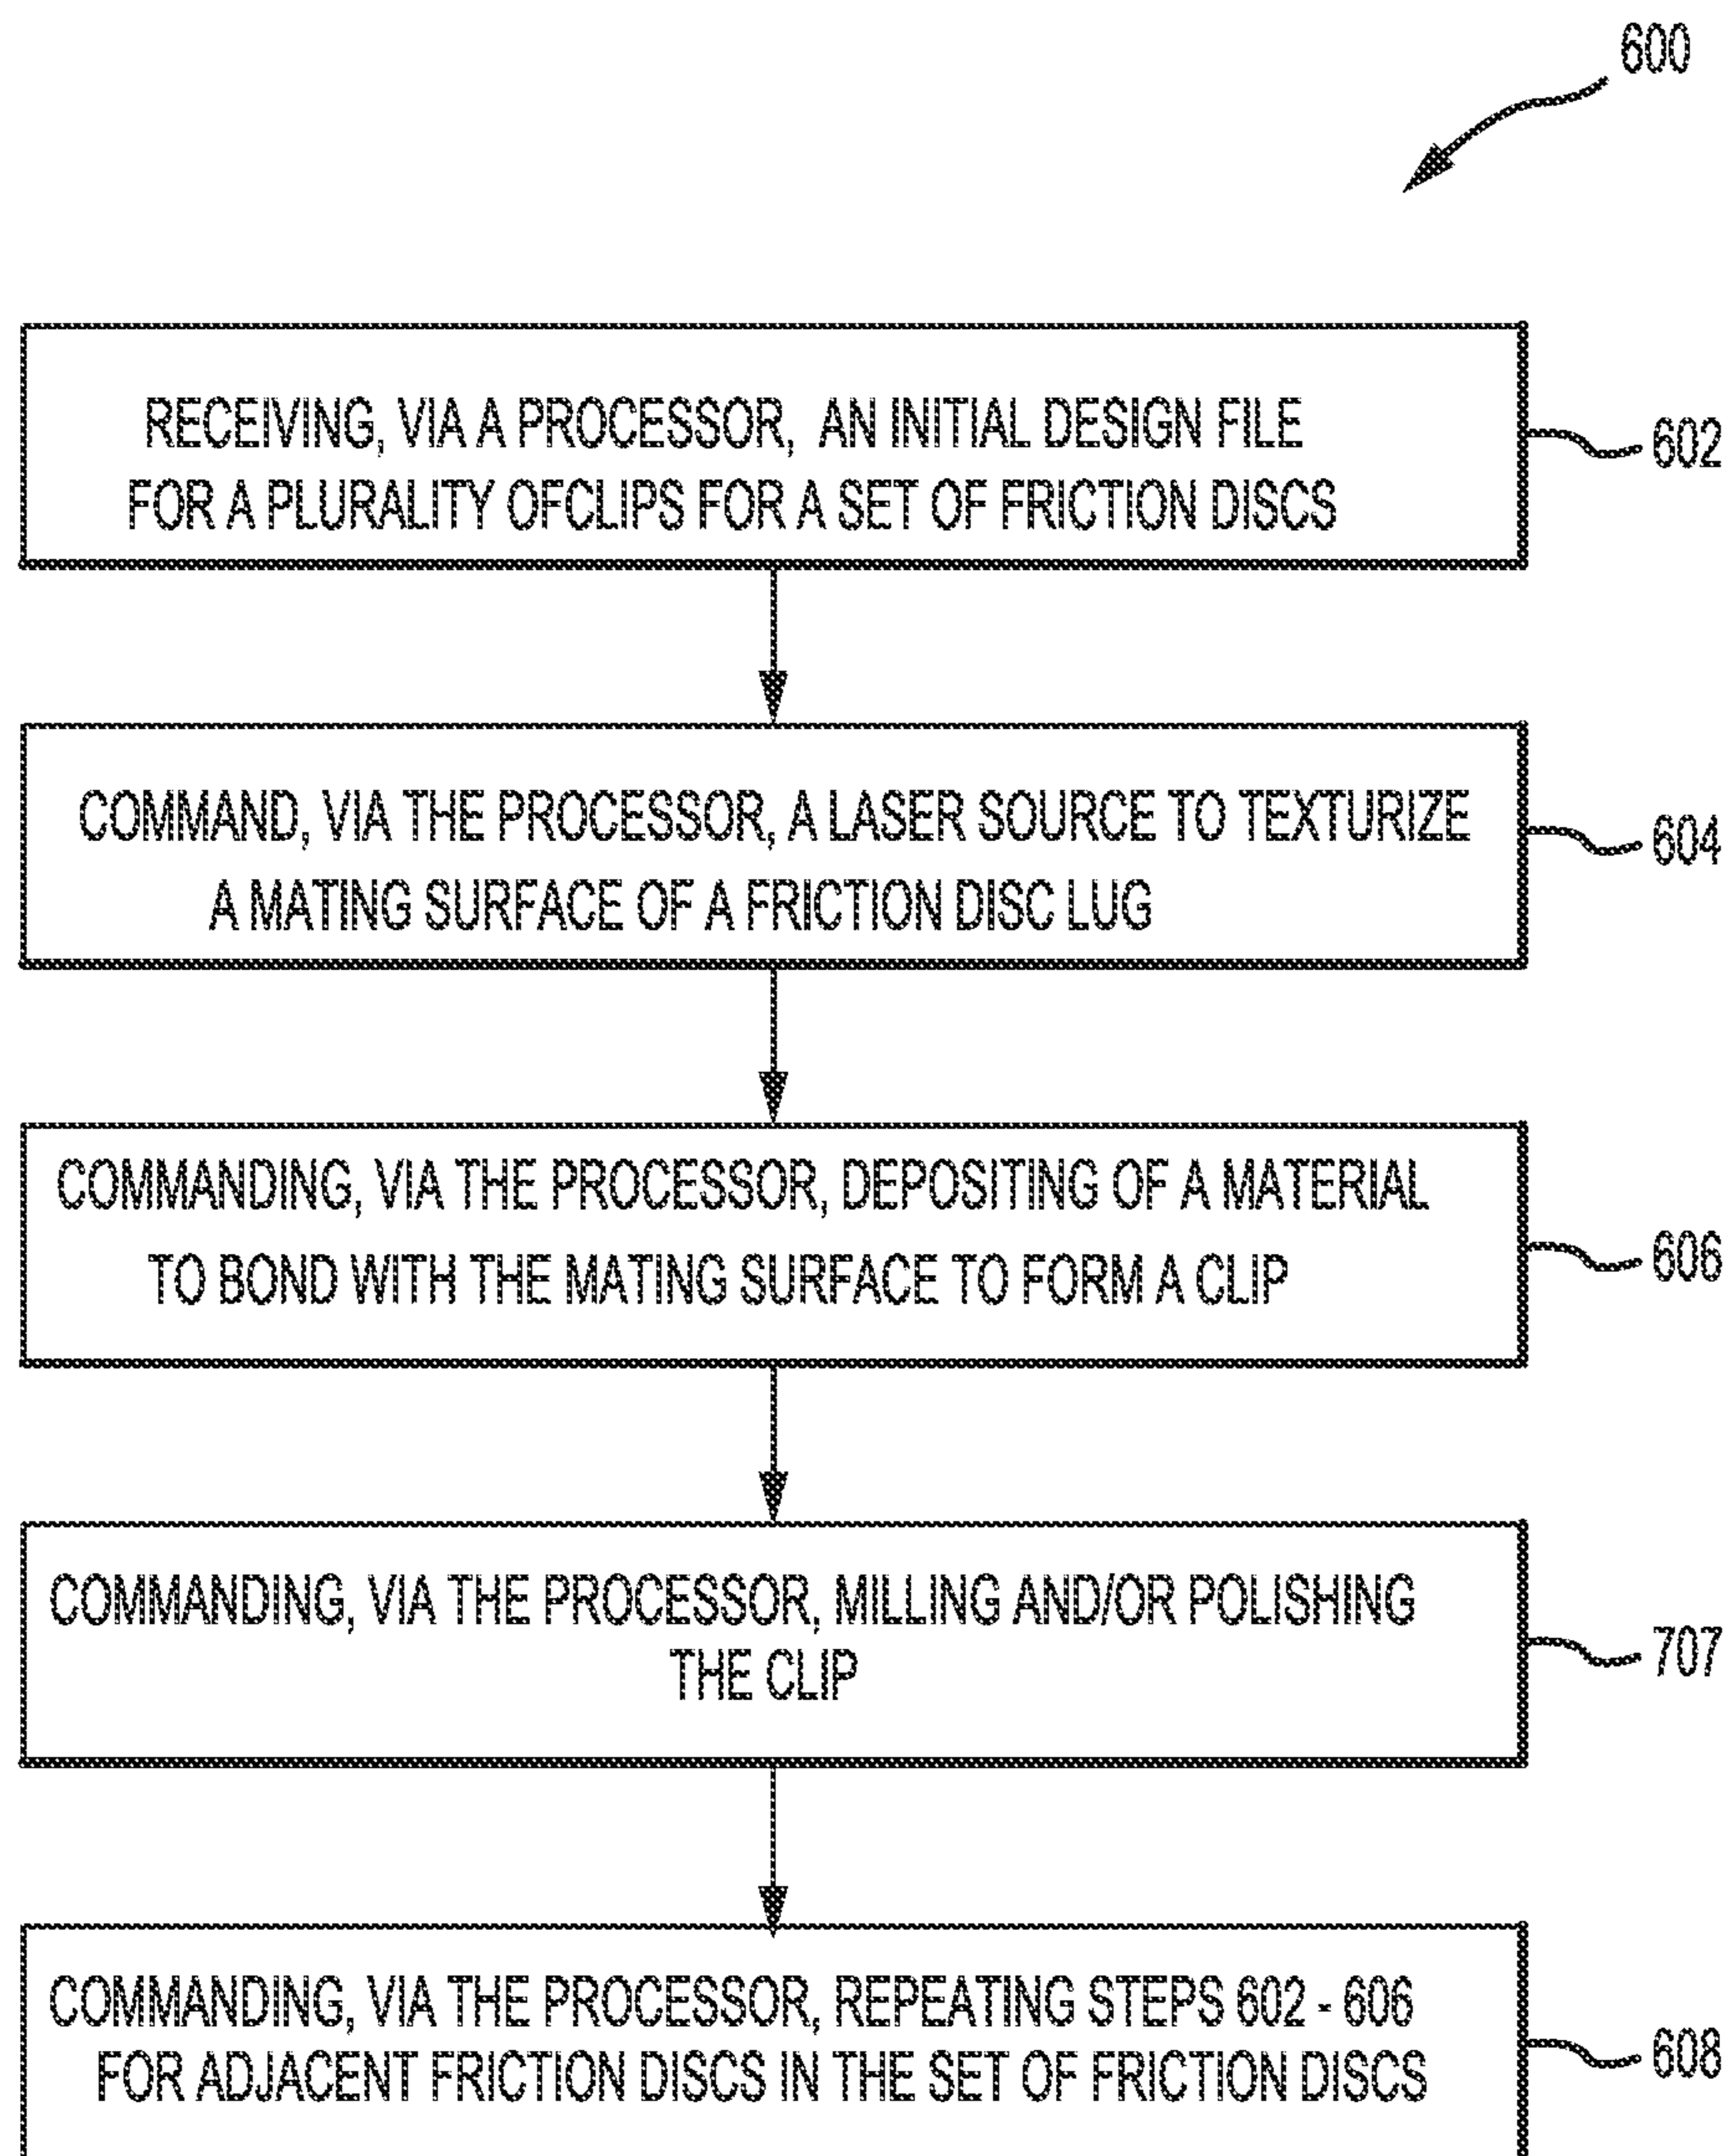 600
RECEIVING, VIA A PROCESSOR, AN INITIAL DESIGN FILE
FOR A PLURALITY OFCLIPS FOR A SET OF FRICTION DISCS
602
COMMAND, VIA THE PROCESSOR, A LASER SOURCE TO TEXTURIZE
A MATING SURFACE OF A FRICTION DISC LUG
604
COMMANDING, VIA THE PROCESSOR, DEPOSITING OF A MATERIAL
TO BOND WITH THE MATING SURFACE TO FORM A CLIP
606
COMMANDING, VIA THE PROCESSOR, MILLING AND/OR POLISHING
THE CLIP
707
COMMANDING, VIA THE PROCESSOR, REPEATING STEPS 602 - 606
FOR ADJACENT FRICTION DISCS IN THE SET OF FRICTION DISCS
608